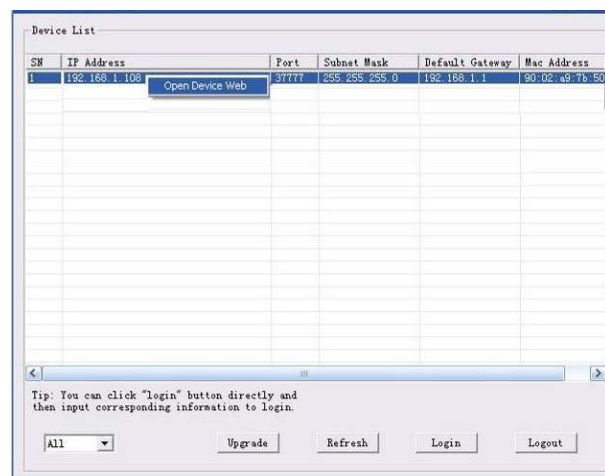 Device List
SN IP Address Port Subnet Mask Default Gateway Mac Address
1 192.168.1.108 Open Device Web 37777 255.255.255.0 192.168.1.1 90:02:a9:7b:50
Tip: You can click "login" button directly and
then input corresponding information to login.
All Upgrade Refresh Login Logout